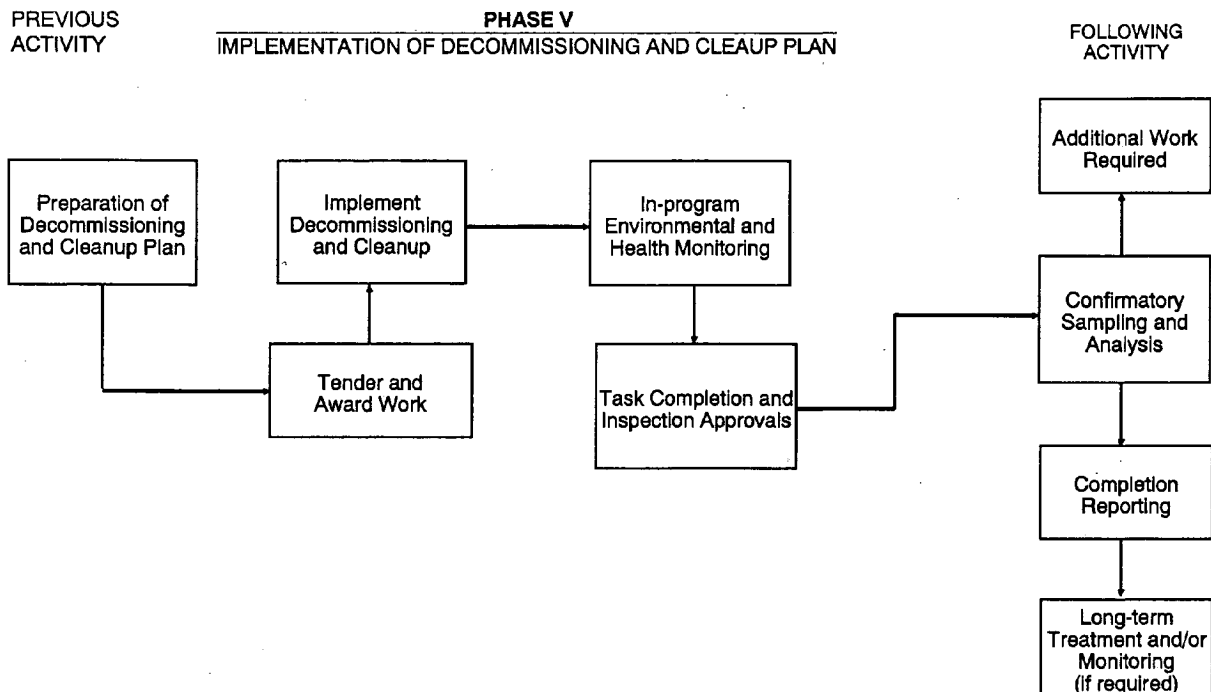 PREVIOUS
ACTIVITY
PHASE V
IMPLEMENTATION OF DECOMMISSIONING AND CLEAUP PLAN
FOLLOWING
ACTIVITY
Preparation of
Decommissioning
and Cleanup Plan
Implement
Decommissioning
and Cleanup
Tender and
Award Work
In-program
Environmental and
Health Monitoring
Task Completion and
Inspection Approvals
Additional Work
Required
Confirmatory
Sampling and
Analysis
Completion
Reporting
Long-term
Treatment and/or
Monitoring
(if required)